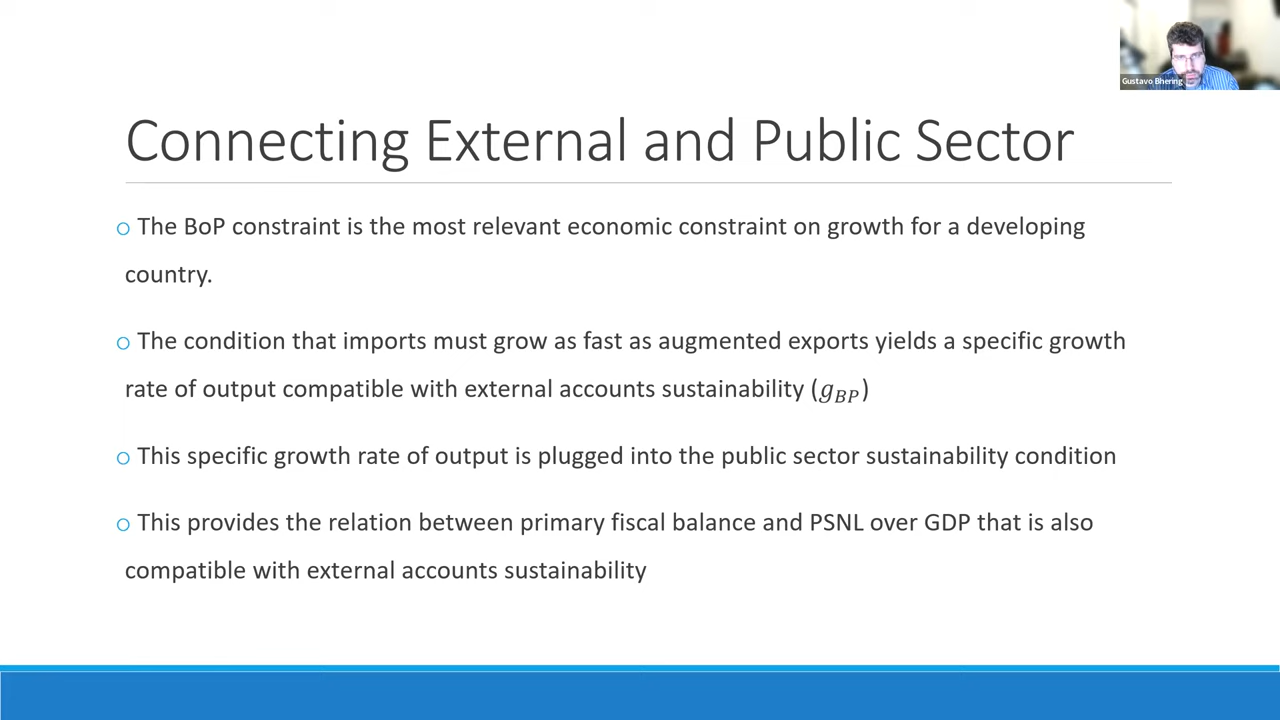 Gustavo Bhering
Connecting External and Public Sector
o The BoP constraint is the most relevant economic constraint on growth for a developing
country.
o The condition that imports must grow as fast as augmented exports yields a specific growth
rate of output compatible with external accounts sustainability (g_BP)
o This specific growth rate of output is plugged into the public sector sustainability condition
o This provides the relation between primary fiscal balance and PSNL over GDP that is also
compatible with external accounts sustainability